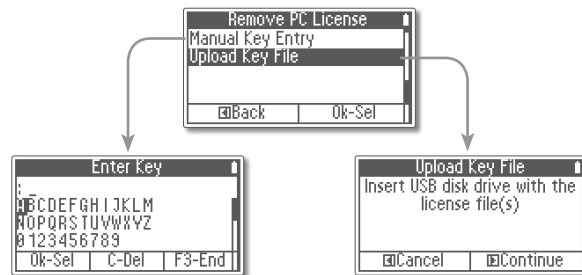 Remove PC License
Manual Key Entry
Upload Key File
Back Ok-Sel
Enter Key
: _
ABCDEFGHIJKLM
NOPQRSTUVWXYZ
0123456789
Ok-Sel C-Del F3-End
Upload Key File
Insert USB disk drive with the
license file(s)
Cancel Continue